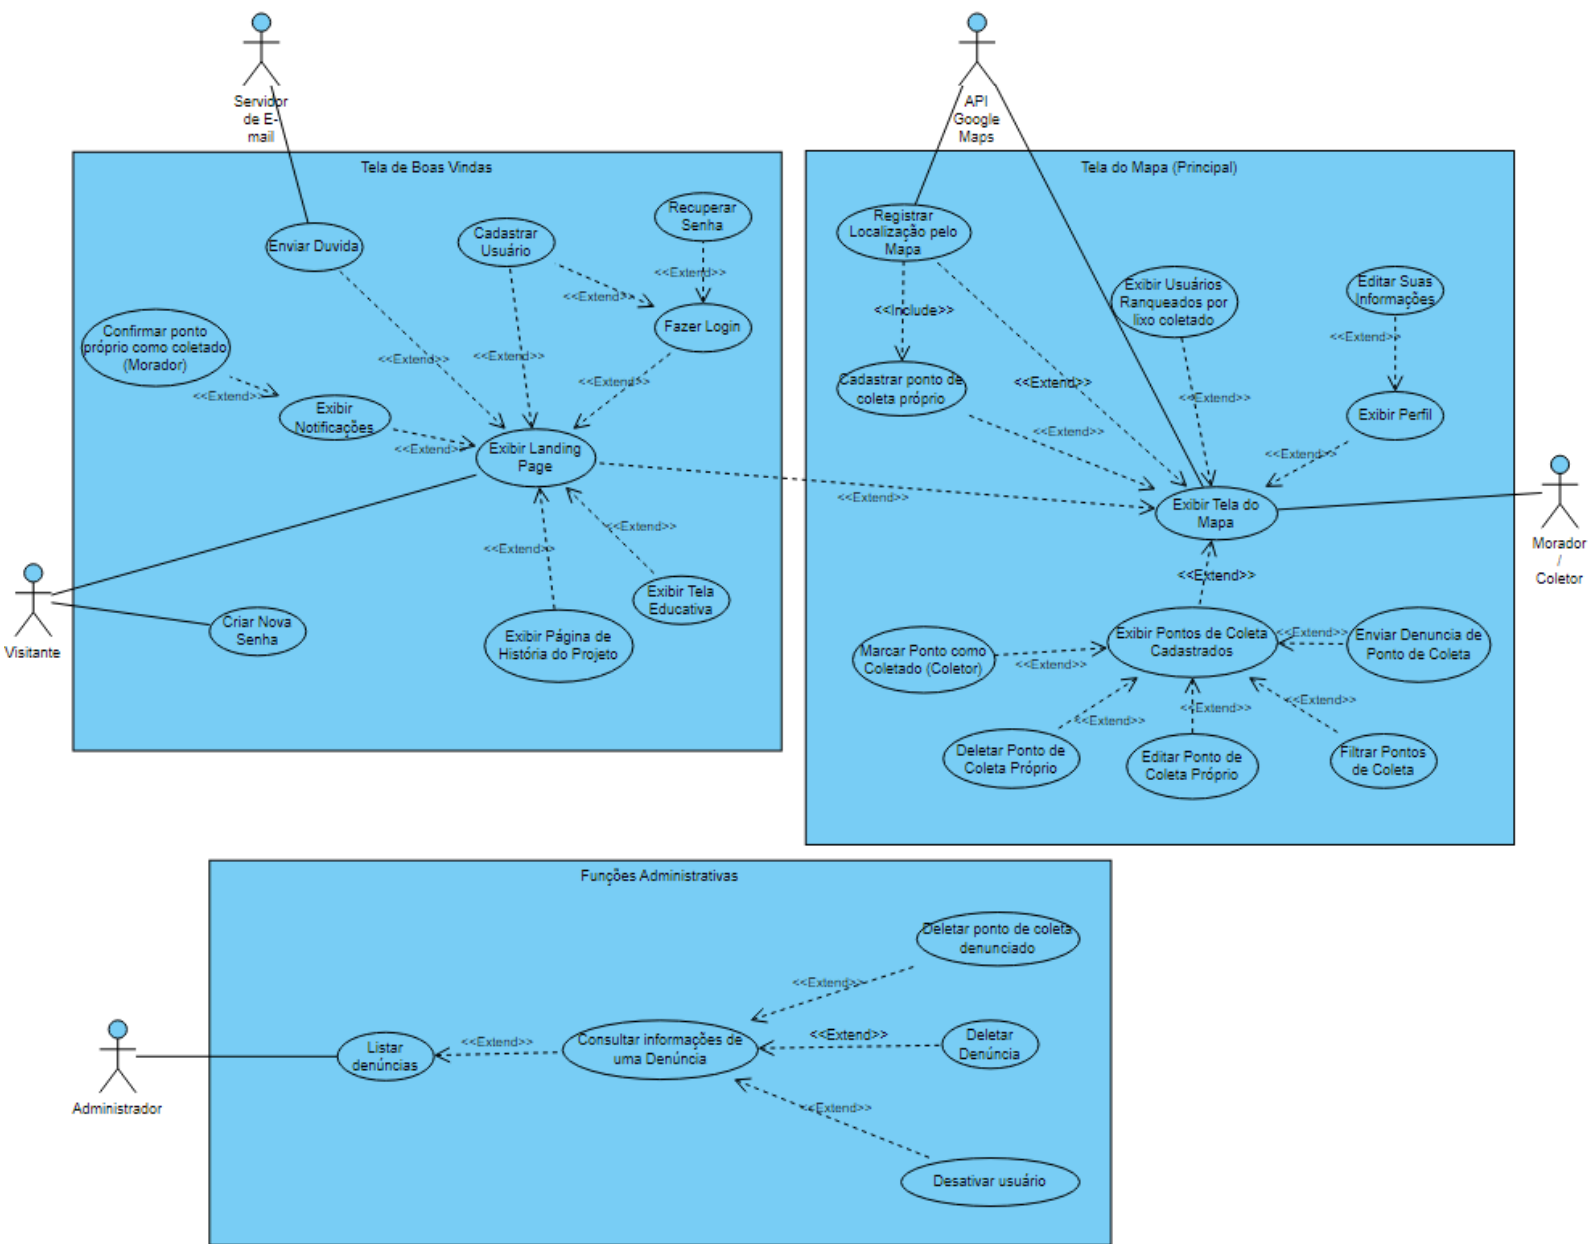 Servidor
de E-
mail
API
Google
Maps
Tela de Boas Vindas
Enviar Duvida
Cadastrar
Usuário
Recuperar
Senha
<<Extend>>
<<Extend>>
Fazer Login
Confirmar ponto
próprio como coletado
(Morador)
<<Extend>>
<<Extend>>
<<Extend>>
<<Extend>>
Exibir
Notificações
<<Extend>>
Exibir Landing
Page
<<Extend>>
<<Extend>>
<<Extend>>
Exibir Tela
Educativa
Exibir Página de
História do Projeto
Criar Nova
Senha
Visitante
Tela do Mapa (Principal)
Registrar
Localização pelo
Mapa
<<Include>>
Exibir Usuários
Ranqueados por
lixo coletado
Editar Suas
Informações
<<Extend>>
Cadastrar ponto de
coleta próprio
<<Extend>>
<<Extend>>
<<Extend>>
Exibir Perfil
<<Extend>>
Exibir Tela do
Mapa
Morador
/
Coletor
<<Extend>>
Exibir Pontos de Coleta
Cadastrados
<<Extend>>
Enviar Denuncia de
Ponto de Coleta
Marcar Ponto como
Coletado (Coletor)
<<Extend>>
<<Extend>>
<<Extend>>
<<Extend>>
Deletar Ponto de
Coleta Próprio
Editar Ponto de
Coleta Próprio
Filtrar Pontos
de Coleta
Funções Administrativas
Deletar ponto de coleta
denunciado
<<Extend>>
Administrador
Listar
denúncias
<<Extend>>
Consultar informações de
uma Denúncia
<<Extend>>
Deletar
Denúncia
<<Extend>>
Desativar usuário